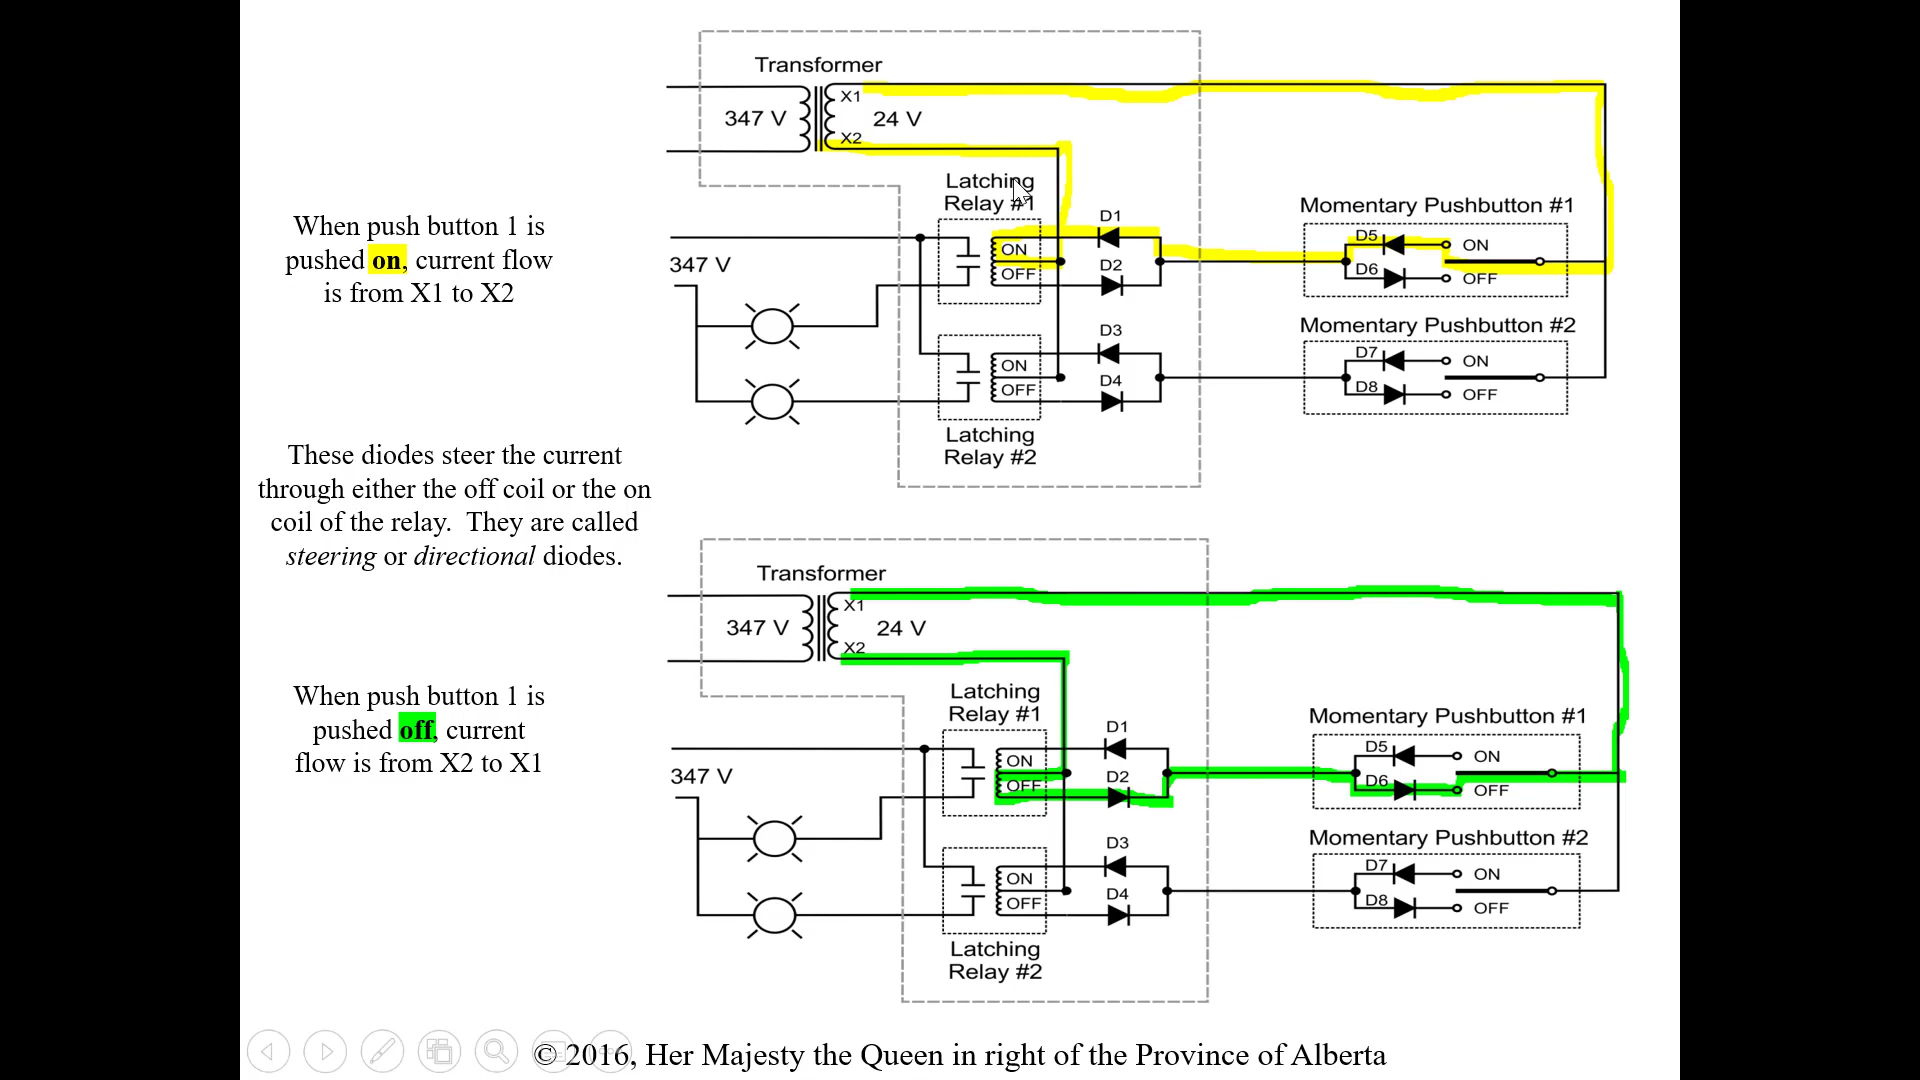 Transformer
X1
347 V
24 V
X2
Latching
Relay #1
When push button 1 is
pushed on, current flow
is from X1 to X2
347 V
ON
OFF
D1
D2
Momentary Pushbutton #1
D5
ON
D6
OFF
Momentary Pushbutton #2
D3
ON
D4
OFF
D7
ON
D8
OFF
Latching
Relay #2
These diodes steer the current
through either the off coil or the on
coil of the relay. They are called
steering or directional diodes.
Transformer
X1
347 V
24 V
X2
Latching
Relay #1
When push button 1 is
pushed off, current
flow is from X2 to X1
347 V
ON
OFF
D1
D2
Momentary Pushbutton #1
D5
ON
D6
OFF
Momentary Pushbutton #2
D3
ON
D4
OFF
D7
ON
D8
OFF
Latching
Relay #2
© 2016, Her Majesty the Queen in right of the Province of Alberta